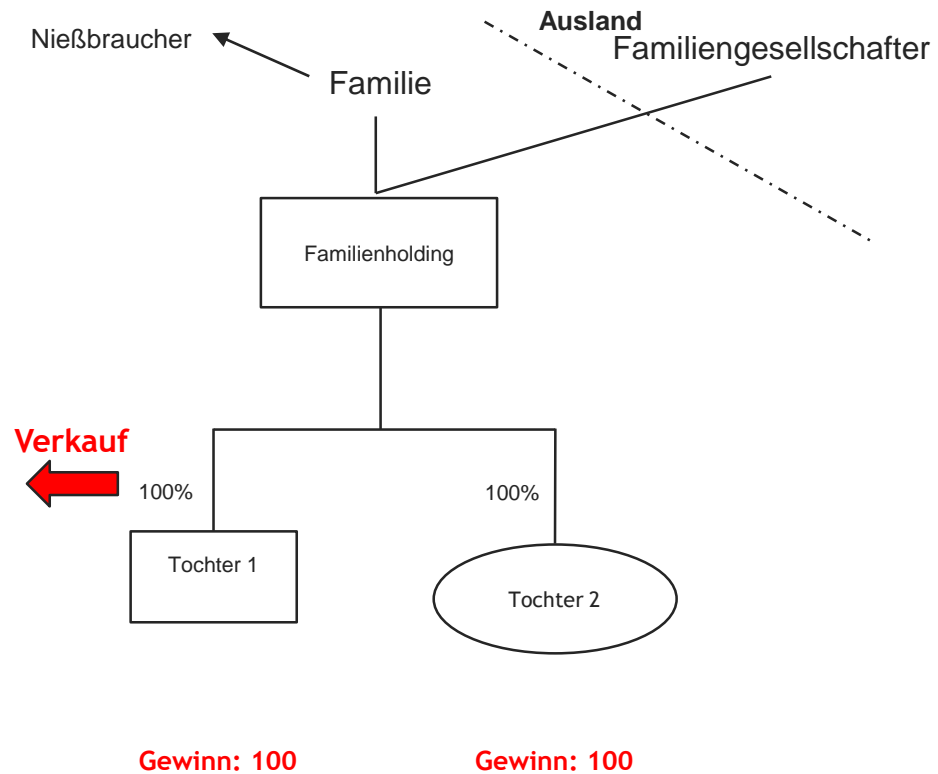 Ausland
Nießbraucher
Familiengesellschafter
Familie
Familienholding
Verkauf
100%
100%
Tochter 1
Tochter 2
Gewinn: 100
Gewinn: 100